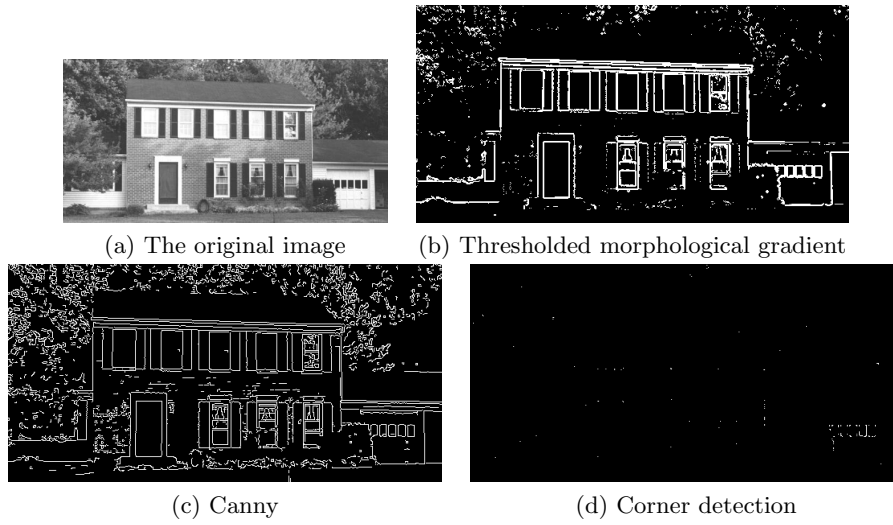 (a) The original image
(b) Thresholded morphological gradient
(c) Canny
(d) Corner detection